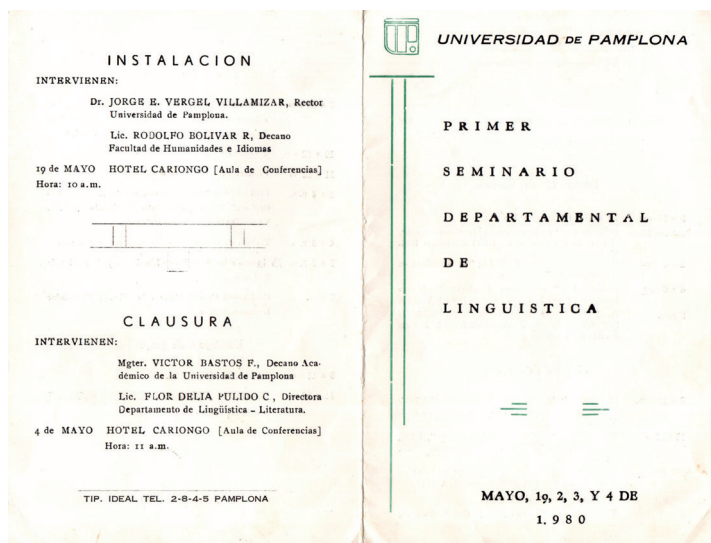 INSTALACION
INTERVIENEN:
Dr. JORGE E. VERGEL VILLAMIZAR, Rector
Universidad de Pamplona.
Lic. RODOLFO BOLIVAR R, Decano
Facultad de Humanidades e Idiomas
19 de MAYO HOTEL CARIONGO [Aula de Conferencias]
Hora: 10 a.m.
CLAUSURA
INTERVIENEN:
Mgter. VICTOR BASTOS F., Decano Aca-
démico de la Universidad de Pamplona
Lic. FLOR DELIA PULIDO C , Directora
Departamento de Lingüística – Literatura.
4 de MAYO HOTEL CARIONGO [Aula de Conferencias]
Hora: 11 a.m.
TIP. IDEAL TEL. 2-8-4-5 PAMPLONA
UNIVERSIDAD DE PAMPLONA
PRIMER
SEMINARIO
DEPARTAMENTAL
DE
LINGUISTICA
MAYO, 19, 2, 3, Y 4 DE
1.980